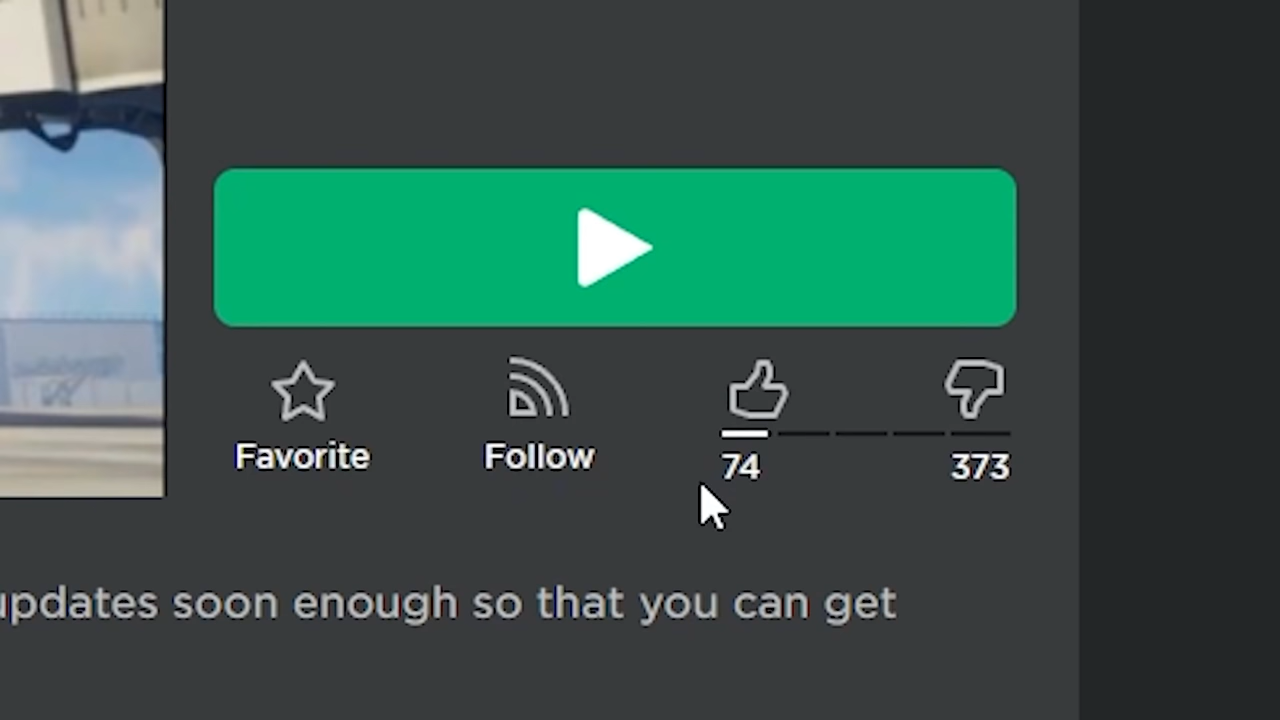 Favorite
Follow
74
373
updates soon enough so that you can get